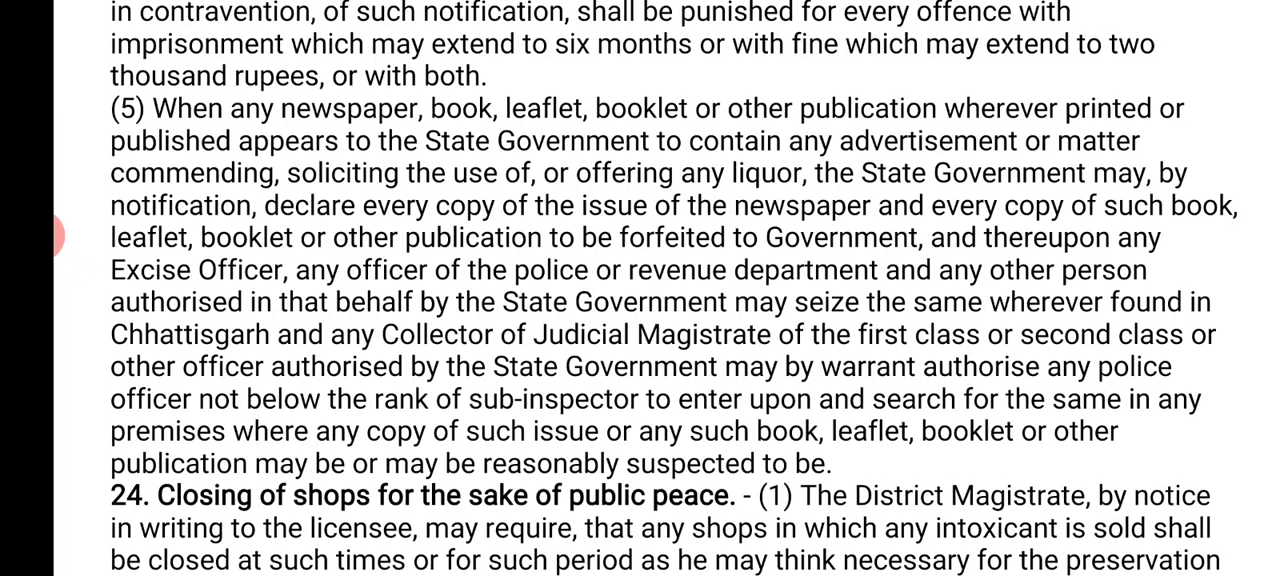 in contravention, of such notification, shall be punished for every offence with
imprisonment which may extend to six months or with fine which may extend to two
thousand rupees, or with both.
(5) When any newspaper, book, leaflet, booklet or other publication wherever printed or
published appears to the State Government to contain any advertisement or matter
commending, soliciting the use of, or offering any liquor, the State Government may, by
notification, declare every copy of the issue of the newspaper and every copy of such book,
leaflet, booklet or other publication to be forfeited to Government, and thereupon any
Excise Officer, any officer of the police or revenue department and any other person
authorised in that behalf by the State Government may seize the same wherever found in
Chhattisgarh and any Collector of Judicial Magistrate of the first class or second class or
other officer authorised by the State Government may by warrant authorise any police
officer not below the rank of sub-inspector to enter upon and search for the same in any
premises where any copy of such issue or any such book, leaflet, booklet or other
publication may be or may be reasonably suspected to be.
24. Closing of shops for the sake of public peace. - (1) The District Magistrate, by notice
in writing to the licensee, may require, that any shops in which any intoxicant is sold shall
be closed at such times or for such period as he may think necessary for the preservation